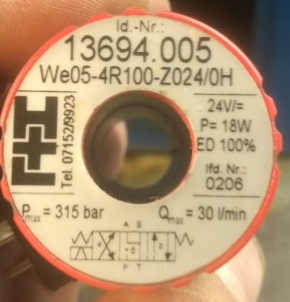 Id.-Nr.:
13694.005
We05-4R100-Z024/0H
Tel. 07152/9923
24V/=
P= 18W
ED 100%
lfd. Nr.:
0206
Pmax = 315 bar
Qmax = 30 l/min
A B
a b
P T